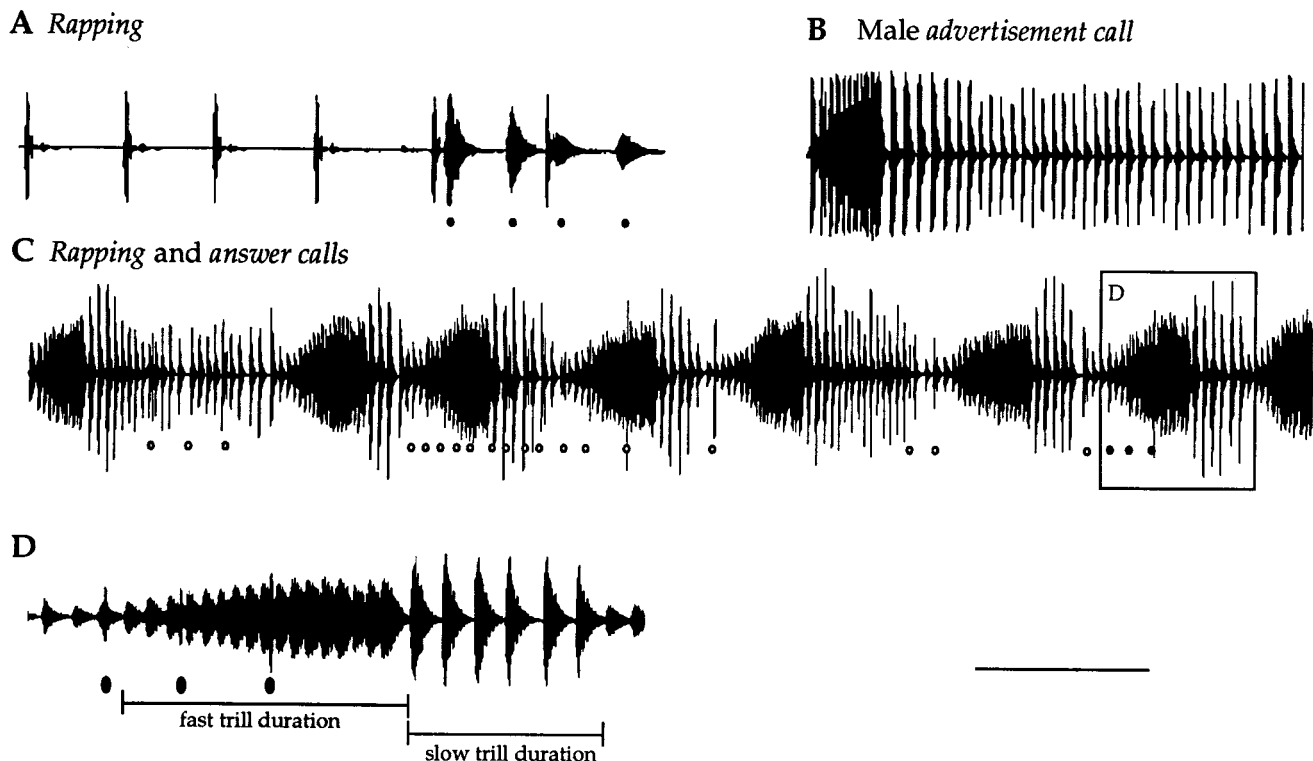 A Rapping
B Male advertisement call
C Rapping and answer calls
D
D
fast trill duration
slow trill duration